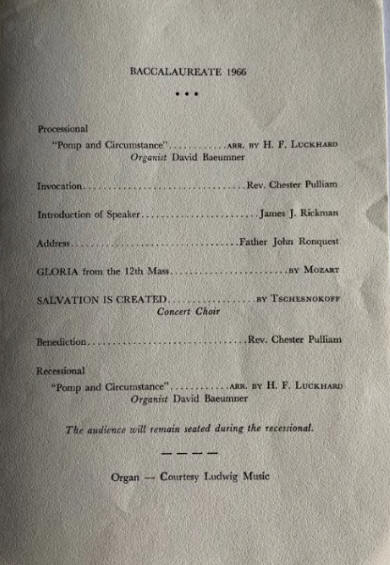 BACCALAUREATE 1966
• • •
Processional
"Pomp and Circumstance"............ARR. BY H. F. LUCKHARD
Organist David Baeumner
Invocation.................................Rev. Chester Pulliam
Introduction of Speaker.......................James J. Rickman
Address.................................Father John Ronquest
GLORIA from the 12th Mass.......................BY MOZART
SALVATION IS CREATED.................BY TSCHESNOKOFF
Concert Choir
Benediction................................Rev. Chester Pulliam
Recessional
"Pomp and Circumstance"............ARR. BY H. F. LUCKHARD
Organist David Baeumner
The audience will remain seated during the recessional.
— — — —
Organ — Courtesy Ludwig Music